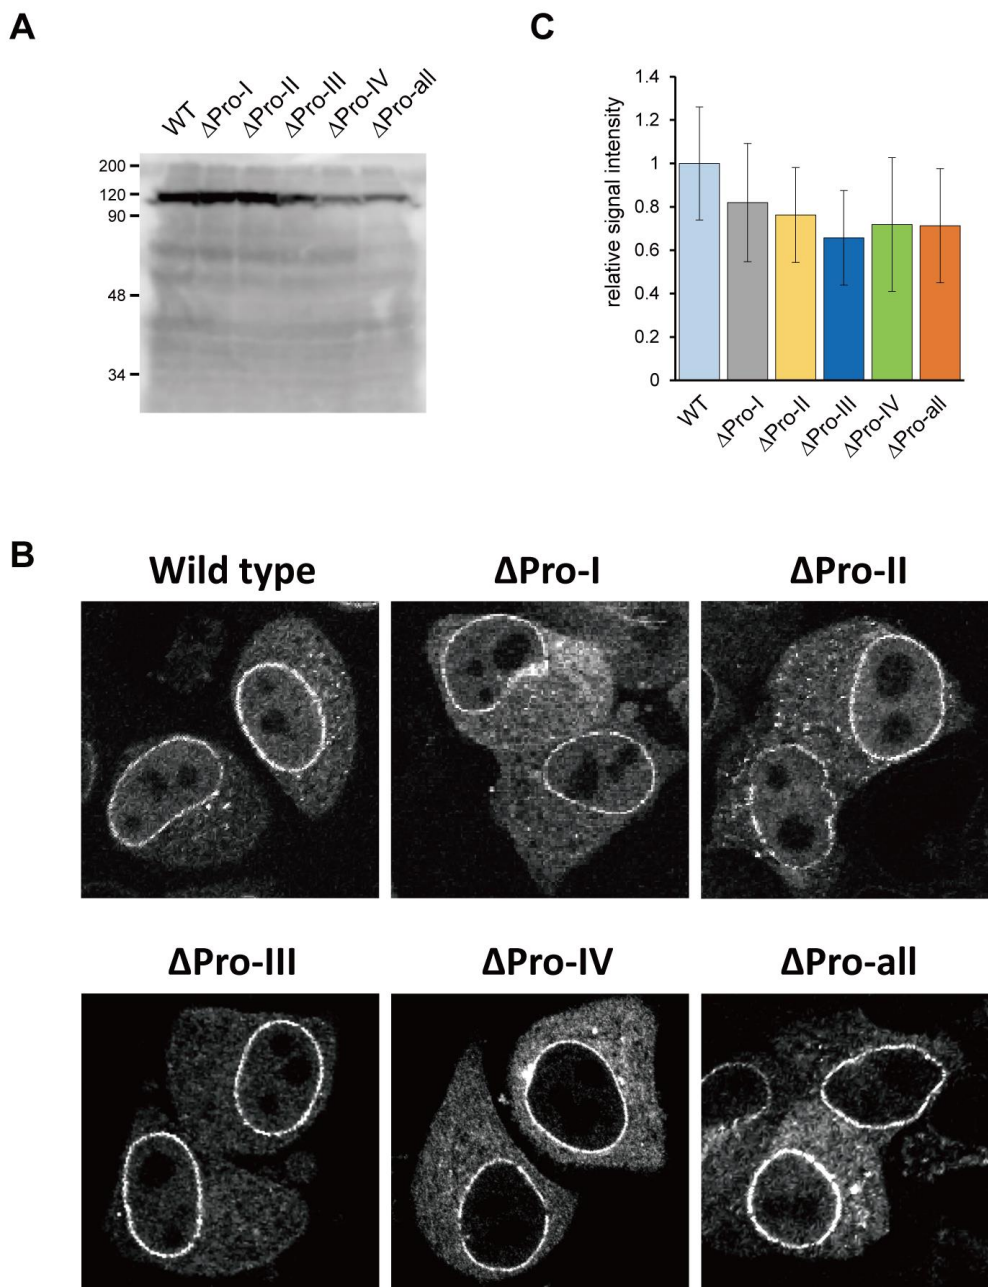 A
WT ΔPro-I ΔPro-II ΔPro-III ΔPro-IV ΔPro-all
200
120
90
48
34
C
relative signal intensity
1.4
1.2
1
0.8
0.6
0.4
0.2
0
WT ΔPro-I ΔPro-II ΔPro-III ΔPro-IV ΔPro-all
B
Wild type ΔPro-I ΔPro-II
ΔPro-III ΔPro-IV ΔPro-all